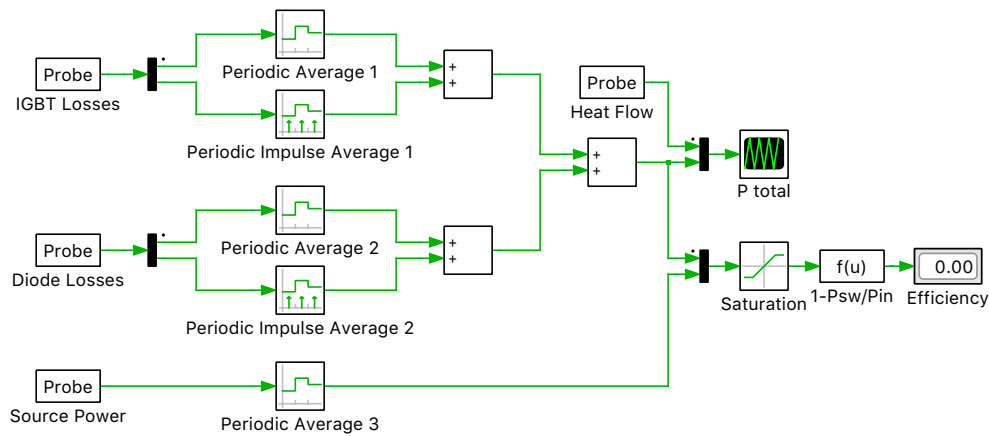 Periodic Average 1
Probe
IGBT Losses
+
+
Probe
Heat Flow
Periodic Impulse Average 1
+
+
P total
Periodic Average 2
Probe
Diode Losses
+
+
f(u)
0.00
Saturation
1-Psw/Pin
Efficiency
Periodic Impulse Average 2
Probe
Source Power
Periodic Average 3